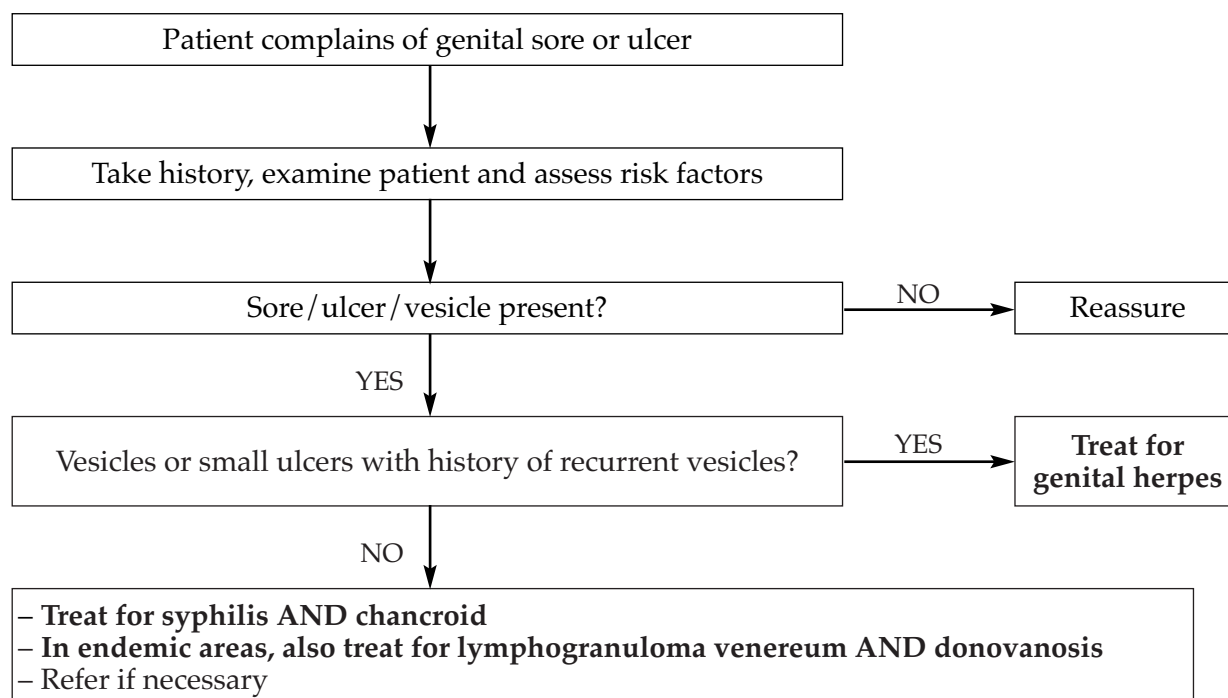 Patient complains of genital sore or ulcer
Take history, examine patient and assess risk factors
Sore/ulcer/vesicle present?
NO
Reassure
YES
Vesicles or small ulcers with history of recurrent vesicles?
YES
Treat for
genital herpes
NO
– Treat for syphilis AND chancroid
– In endemic areas, also treat for lymphogranuloma venereum AND donovanosis
– Refer if necessary